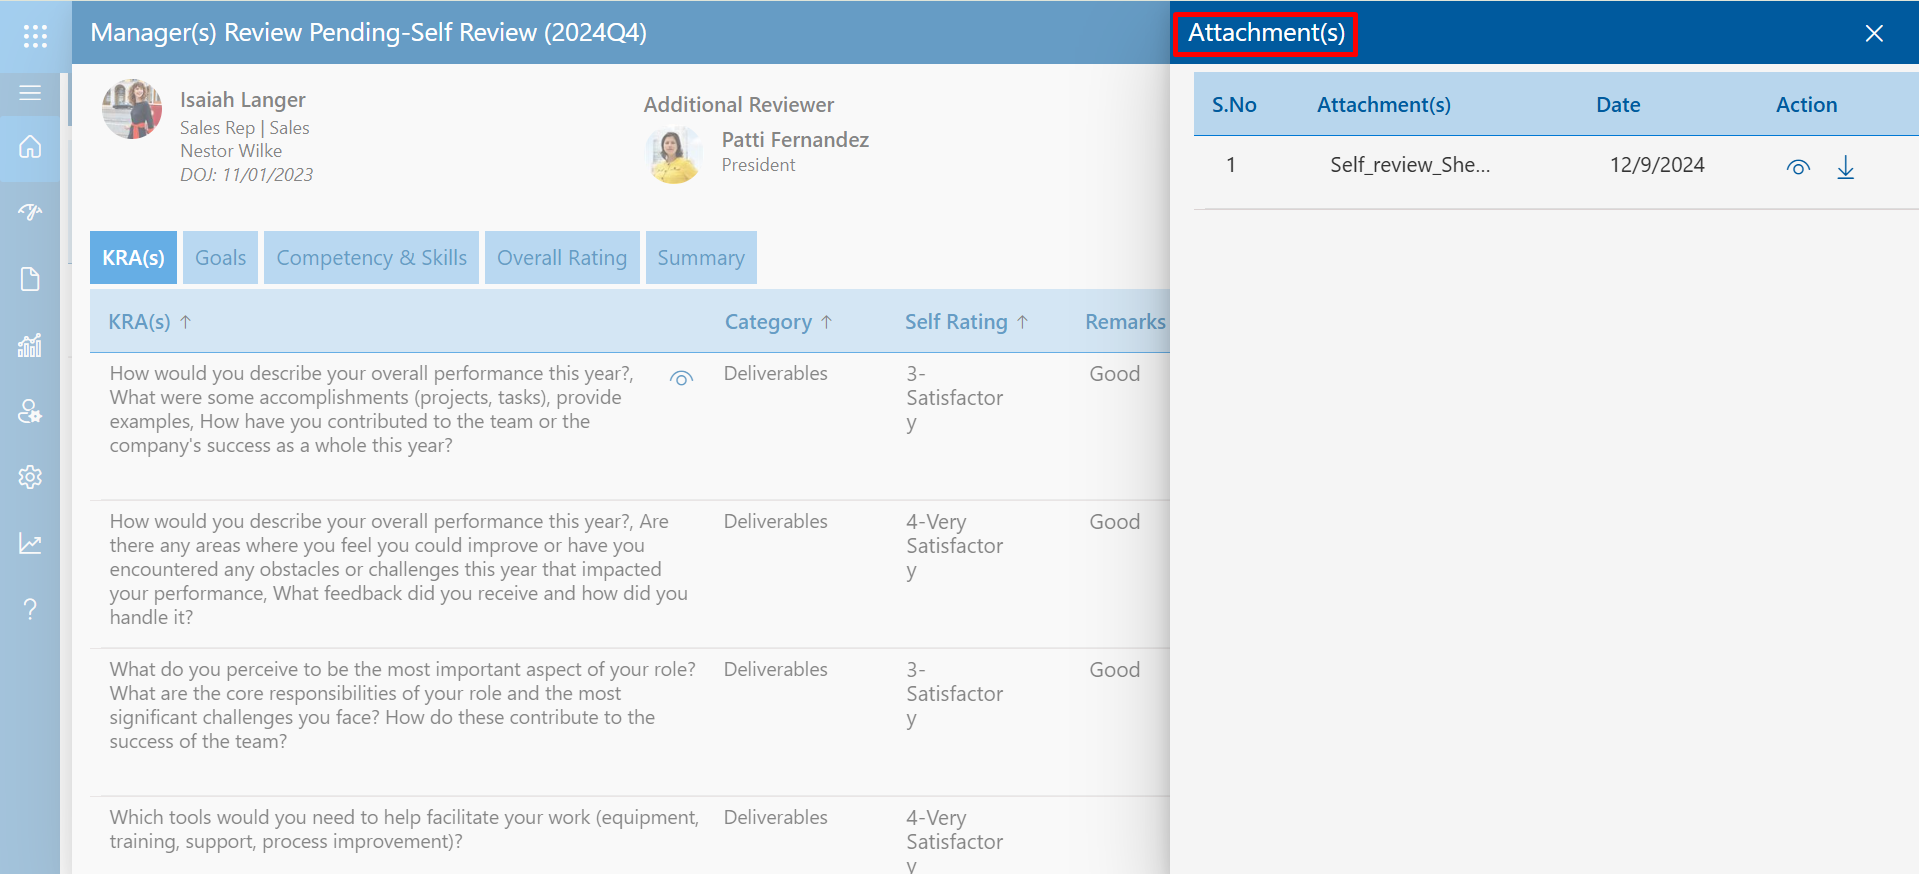 Manager(s) Review Pending-Self Review (2024Q4)
Isaiah Langer
Sales Rep | Sales
Nestor Wilke
DOJ: 11/01/2023
Additional Reviewer
Patti Fernandez
President
KRA(s) Goals Competency & Skills Overall Rating Summary
KRA(s) ↑ Category ↑ Self Rating ↑ Remarks
How would you describe your overall performance this year?,
What were some accomplishments (projects, tasks), provide
examples, How have you contributed to the team or the
company's success as a whole this year?
Deliverables
3-
Satisfactor
y
Good
How would you describe your overall performance this year?, Are
there any areas where you feel you could improve or have you
encountered any obstacles or challenges this year that impacted
your performance, What feedback did you receive and how did you
handle it?
Deliverables
4-Very
Satisfactor
y
Good
What do you perceive to be the most important aspect of your role?
What are the core responsibilities of your role and the most
significant challenges you face? How do these contribute to the
success of the team?
Deliverables
3-
Satisfactor
y
Good
Which tools would you need to help facilitate your work (equipment,
training, support, process improvement)?
Deliverables
4-Very
Satisfactor
y
Attachment(s)
S.No Attachment(s) Date Action
1 Self_review_She... 12/9/2024